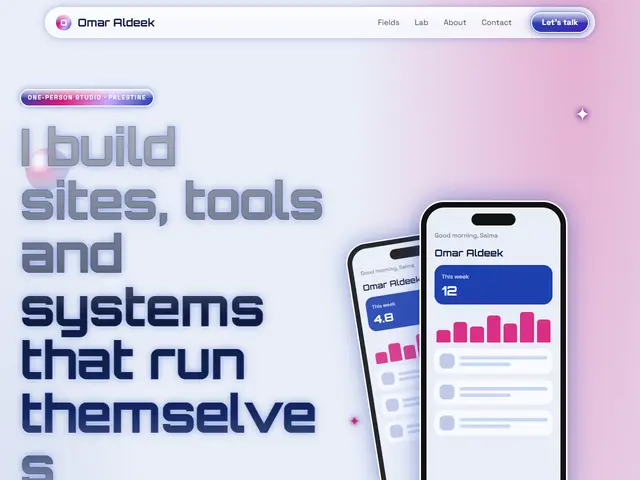 Omar Aldeek
Fields Lab About Contact Let's talk
ONE-PERSON STUDIO · PALESTINE
I build
sites, tools
and
systems
that run
themselve
s
Good morning, Salma
Omar Aldeek
This week
4.8
Good morning, Salma
Omar Aldeek
This week
12